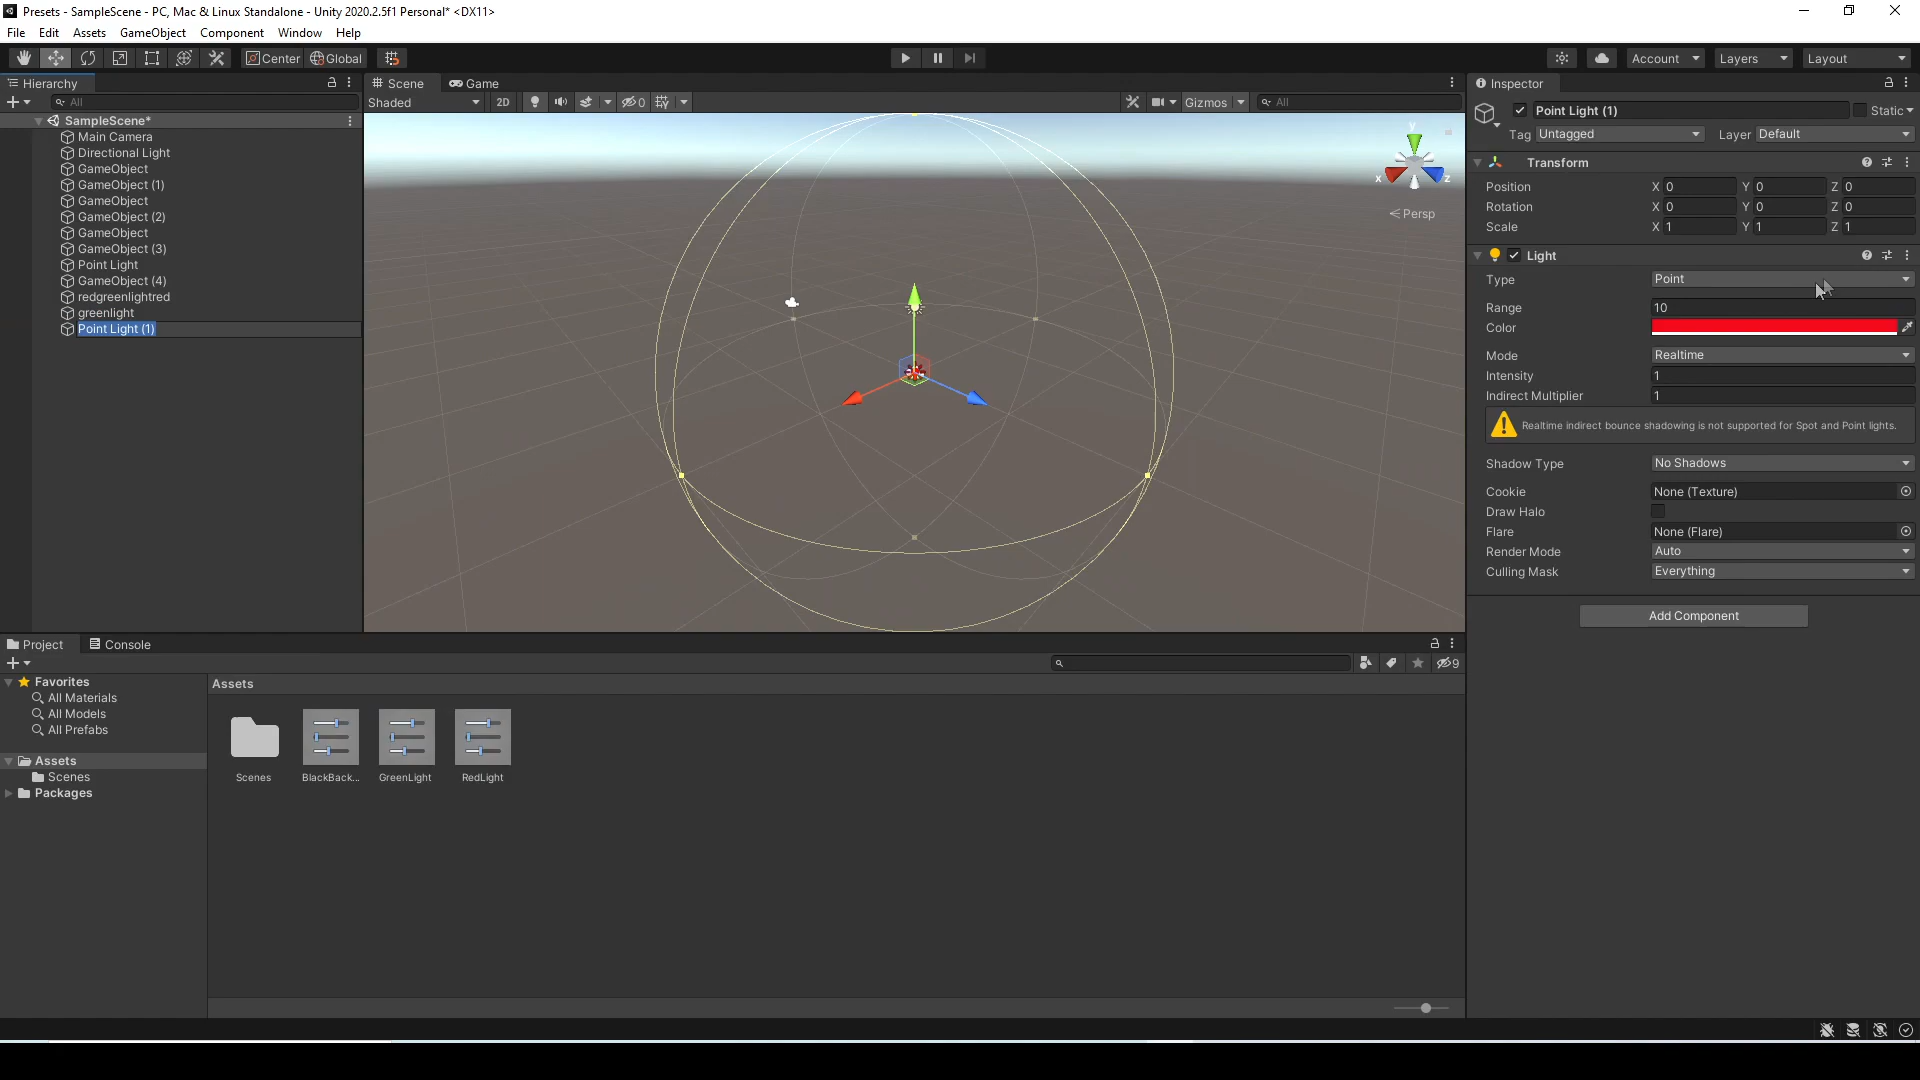 Presets - SampleScene - PC, Mac & Linux Standalone - Unity 2020.2.5f1 Personal* <DX11>
File Edit Assets GameObject Component Window Help
Center Global Account Layers Layout
Hierarchy
All
SampleScene*
Main Camera
Directional Light
GameObject
GameObject (1)
GameObject
GameObject (2)
GameObject
GameObject (3)
Point Light
GameObject (4)
redgreenlightred
greenlight
Point Light (1)
Scene Game
Shaded 2D 0 Gizmos All
y
x z
Persp
Inspector
Point Light (1) Static
Tag Untagged Layer Default
Transform
Position X 0 Y 0 Z 0
Rotation X 0 Y 0 Z 0
Scale X 1 Y 1 Z 1
Light
Type Point
Range 10
Color
Mode Realtime
Intensity 1
Indirect Multiplier 1
Realtime indirect bounce shadowing is not supported for Spot and Point lights.
Shadow Type No Shadows
Cookie None (Texture)
Draw Halo
Flare None (Flare)
Render Mode Auto
Culling Mask Everything
Add Component
Project Console
9
Favorites
All Materials
All Models
All Prefabs
Assets
Scenes
Packages
Assets
Scenes BlackBack... GreenLight RedLight